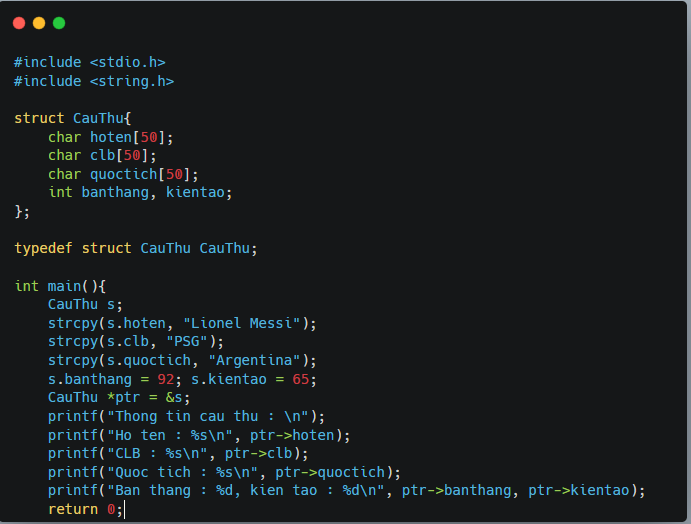 #include <stdio.h>
#include <string.h>
struct CauThu{
    char hoten[50];
    char clb[50];
    char quoctich[50];
    int banthang, kientao;
};
typedef struct CauThu CauThu;
int main(){
    CauThu s;
    strcpy(s.hoten, "Lionel Messi");
    strcpy(s.clb, "PSG");
    strcpy(s.quoctich, "Argentina");
    s.banthang = 92; s.kientao = 65;
    CauThu *ptr = &s;
    printf("Thong tin cau thu : \n");
    printf("Ho ten : %s\n", ptr->hoten);
    printf("CLB : %s\n", ptr->clb);
    printf("Quoc tich : %s\n", ptr->quoctich);
    printf("Ban thang : %d, kien tao : %d\n", ptr->banthang, ptr->kientao);
    return 0;